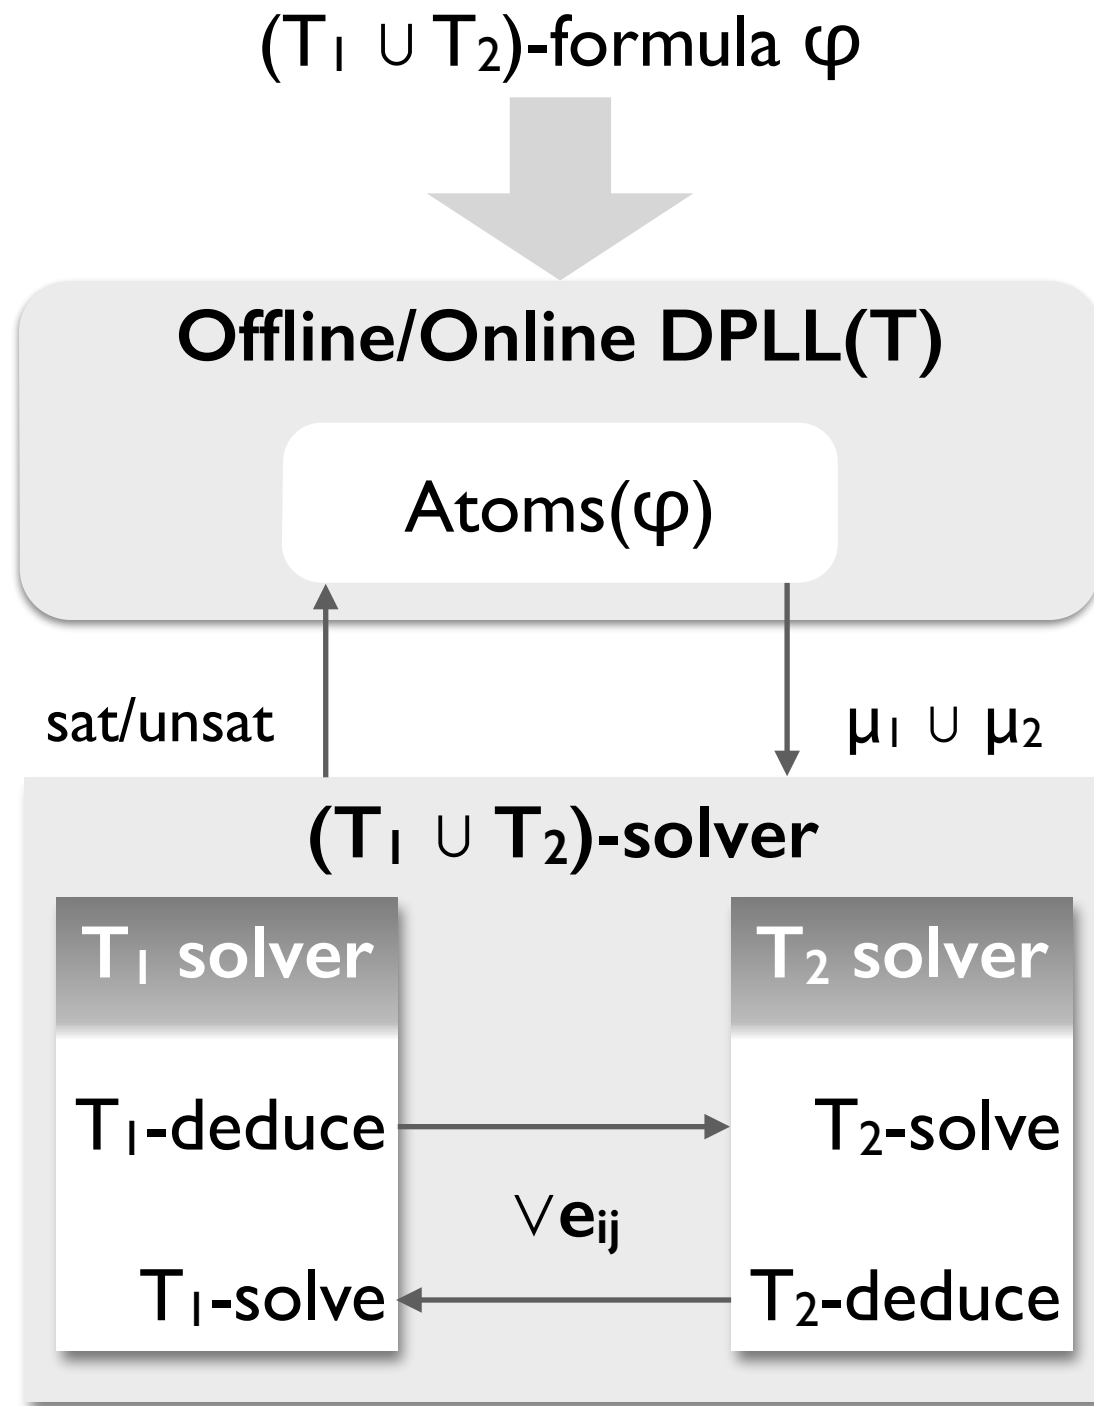 (T₁ ∪ T₂)-formula φ
Offline/Online DPLL(T)
Atoms(φ)
sat/unsat
μ₁ ∪ μ₂
(T₁ ∪ T₂)-solver
T₁ solver
T₂ solver
T₁-deduce
T₂-solve
∨eᵢⱼ
T₁-solve
T₂-deduce